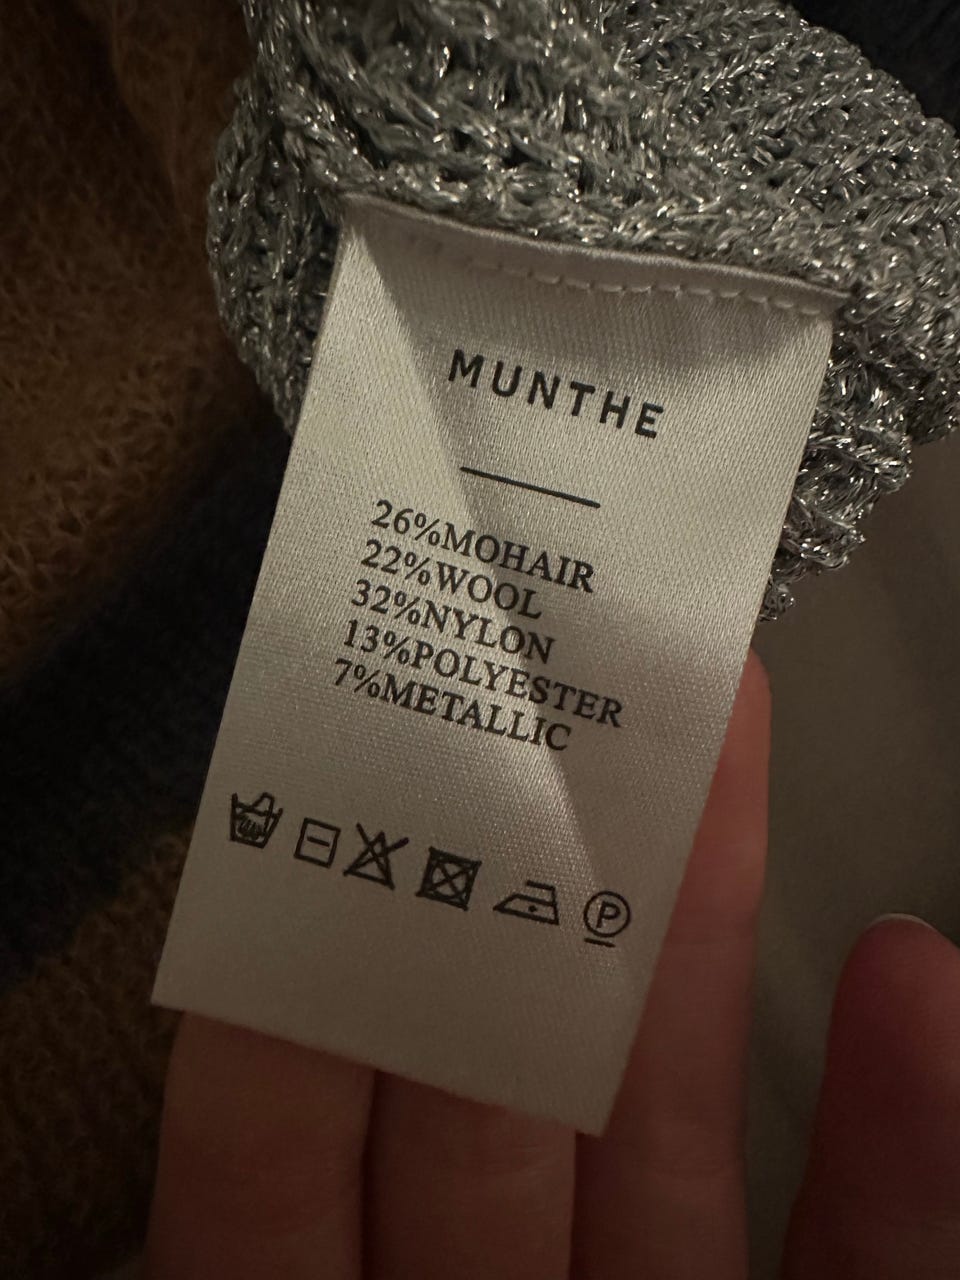 MUNTHE
26%MOHAIR
22%WOOL
32%NYLON
13%POLYESTER
7%METALLIC
P